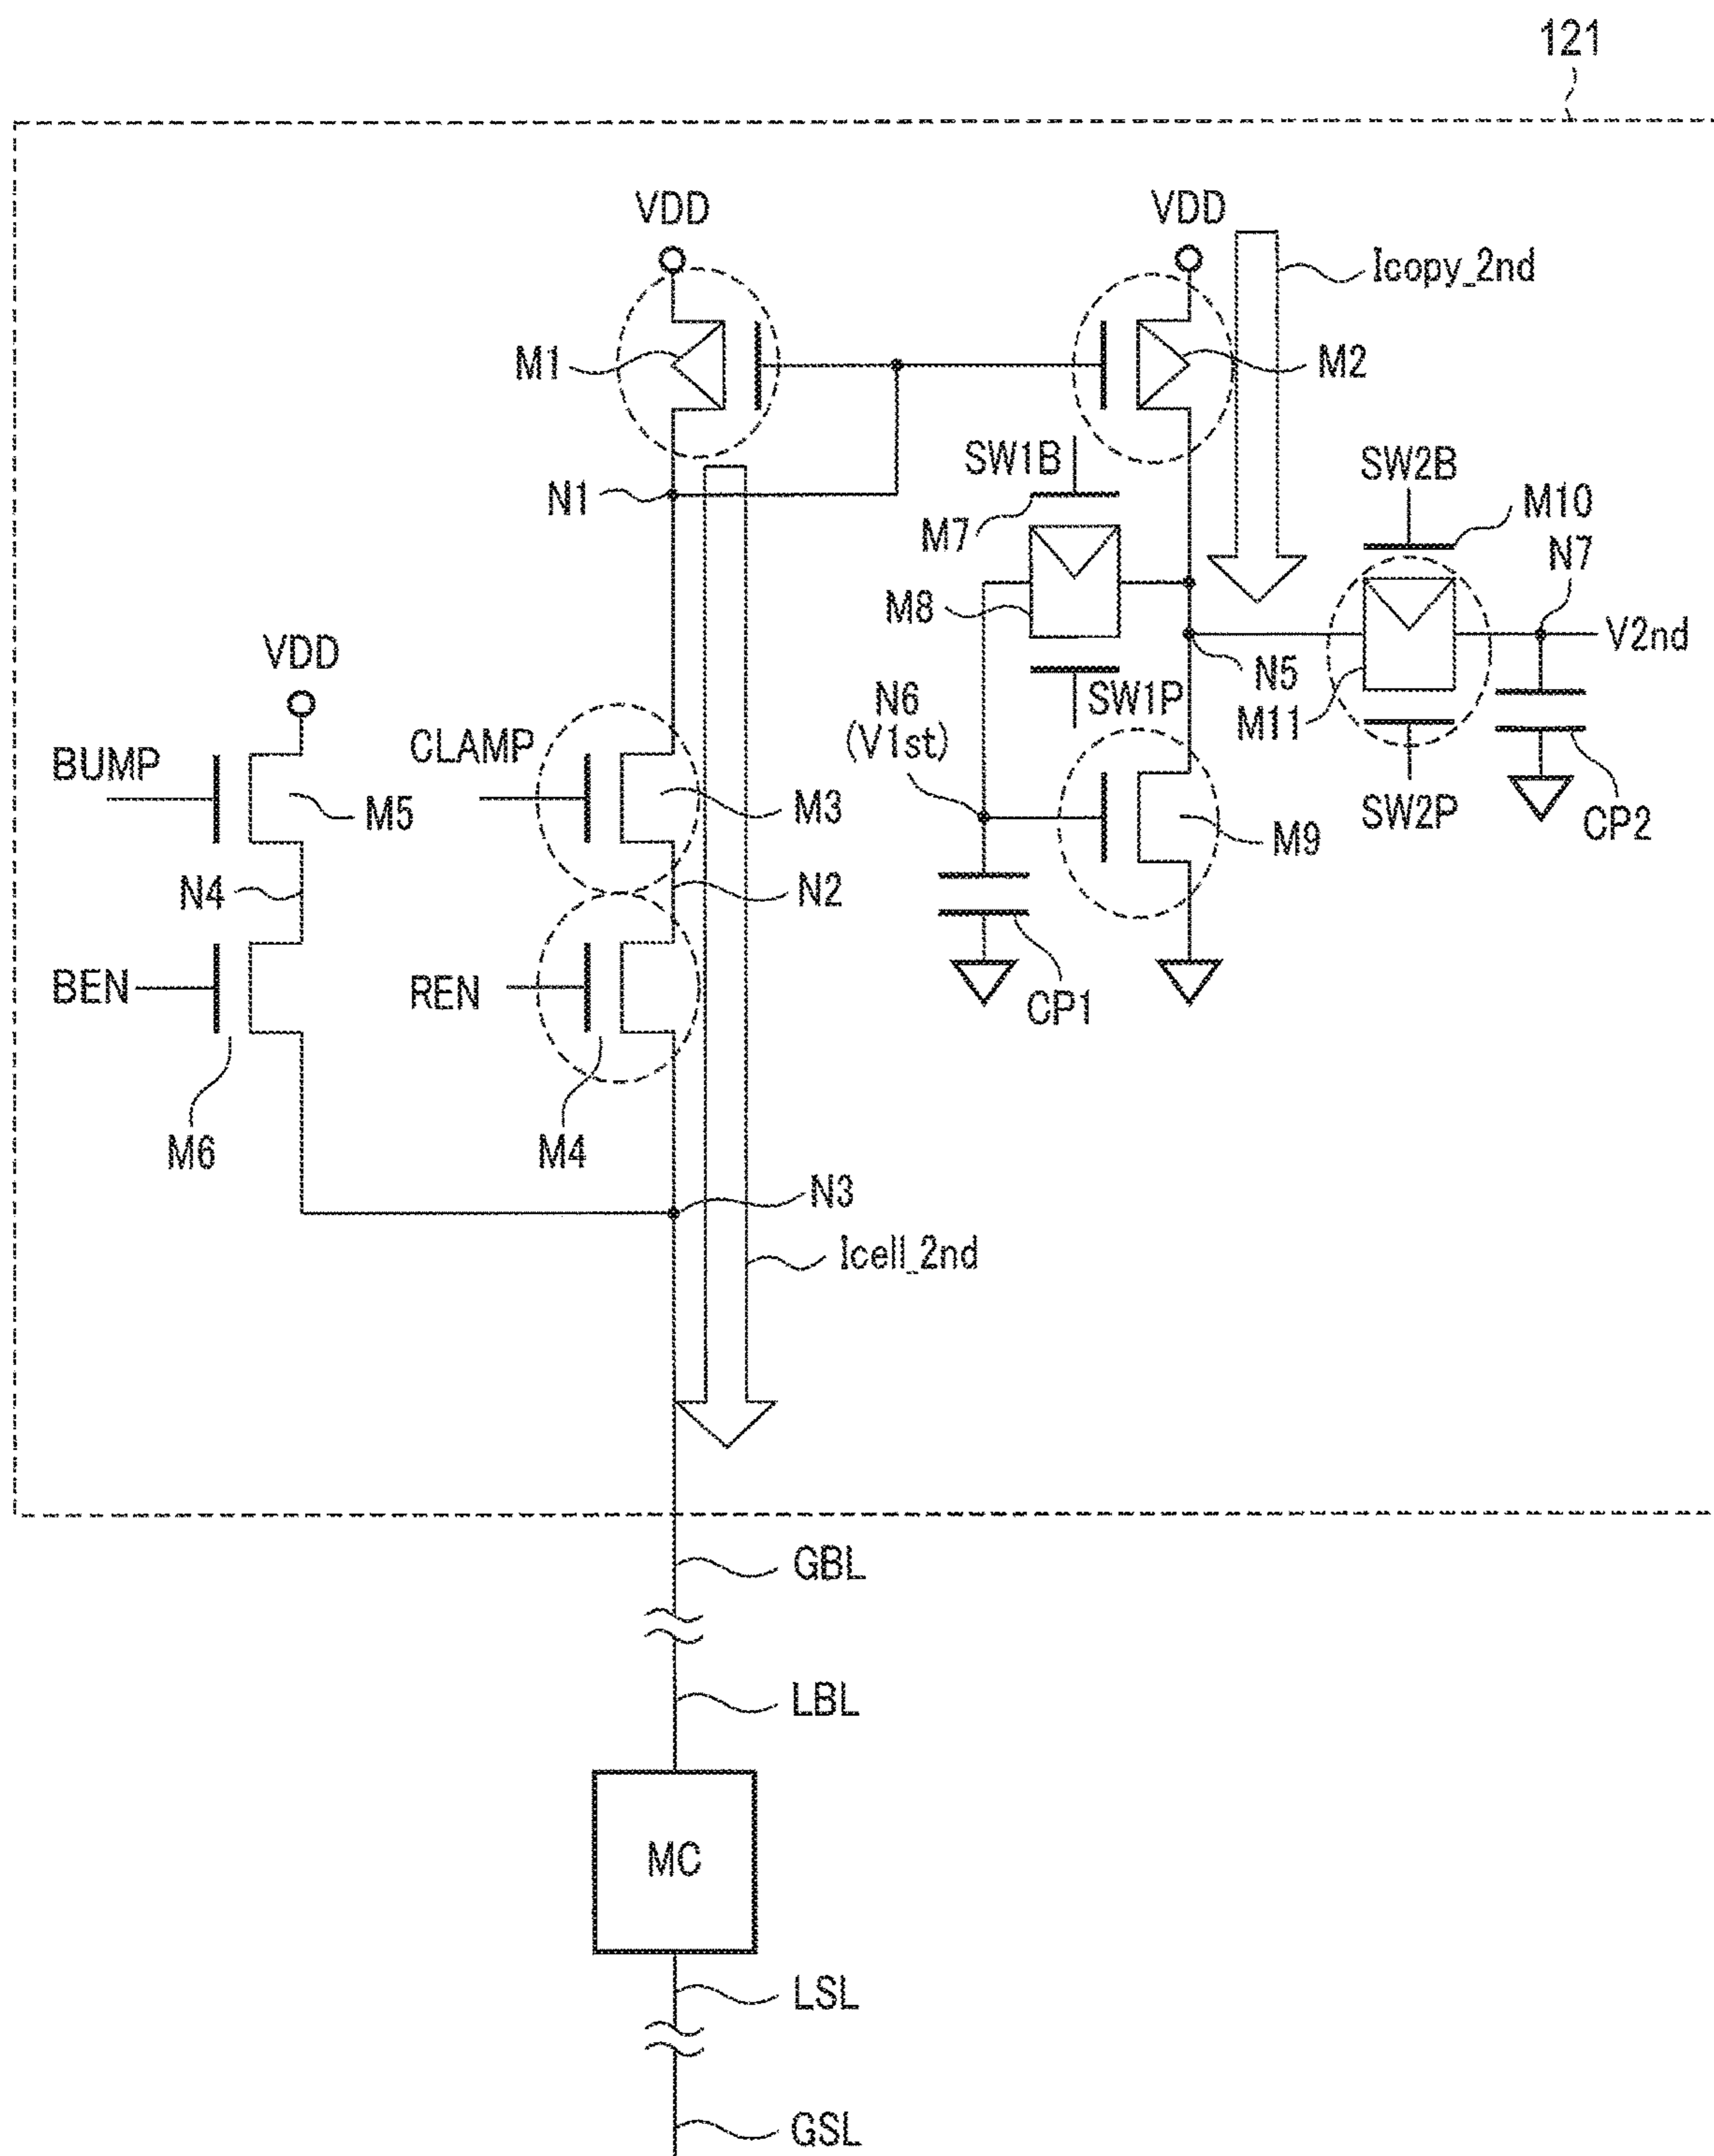 121
VDD
VDD
Icopy_2nd
M1
M2
SW1B
SW2B
N1
M7
M10
N7
M8
VDD
V2nd
N5
N6
(V1st)
SW1P
M11
BUMP
CLAMP
M5
M3
M9
SW2P
CP2
N4
N2
BEN
REN
CP1
M6
M4
N3
Icell_2nd
GBL
LBL
MC
LSL
GSL